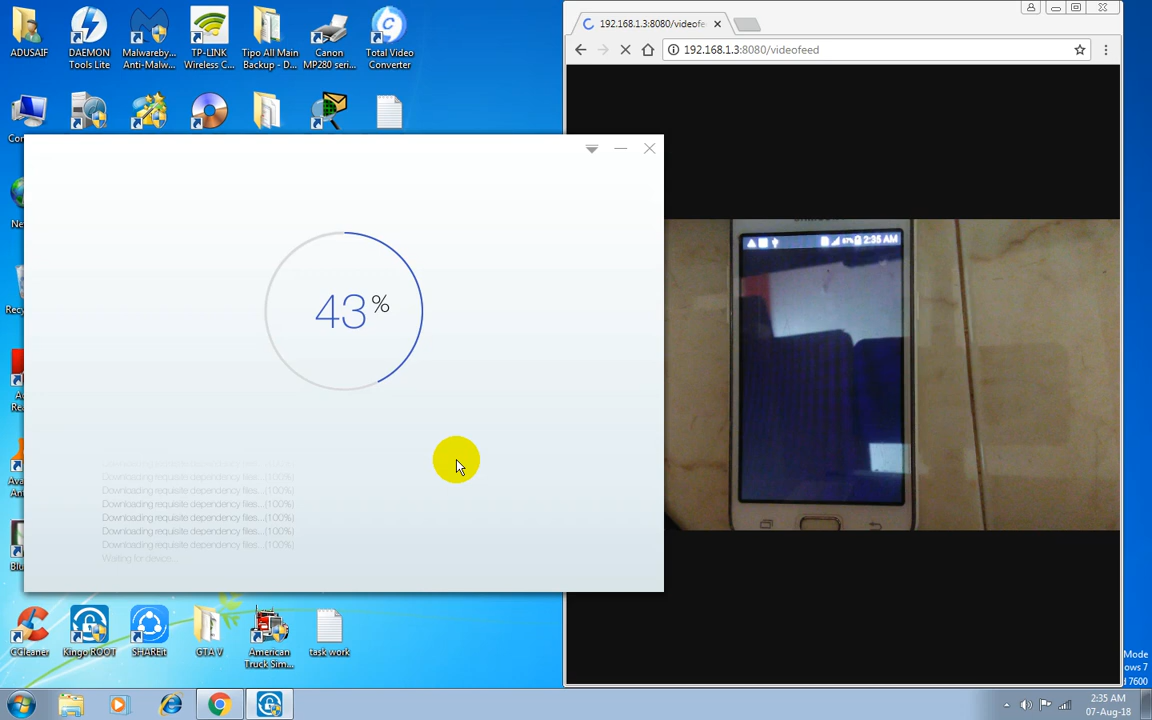 ADUSAIF
DAEMON
Tools Lite
Malwareby...
Anti-Malw...
TP-LINK
Wireless C...
Tipo All Main
Backup - D...
Canon
MP280 seri...
Total Video
Converter
192.168.1.3:8080/videofe
192.168.1.3:8080/videofeed
43%
2:35 AM
Downloading requisite dependency files...(100%)
Downloading requisite dependency files...(100%)
Downloading requisite dependency files...(100%)
Downloading requisite dependency files...(100%)
Downloading requisite dependency files...(100%)
Downloading requisite dependency files...(100%)
Waiting for device...
CCleaner
Kingo ROOT
SHAREit
GTA V
American
Truck Sim...
task work
Mode
ows 7
7600
2:35 AM
07-Aug-18